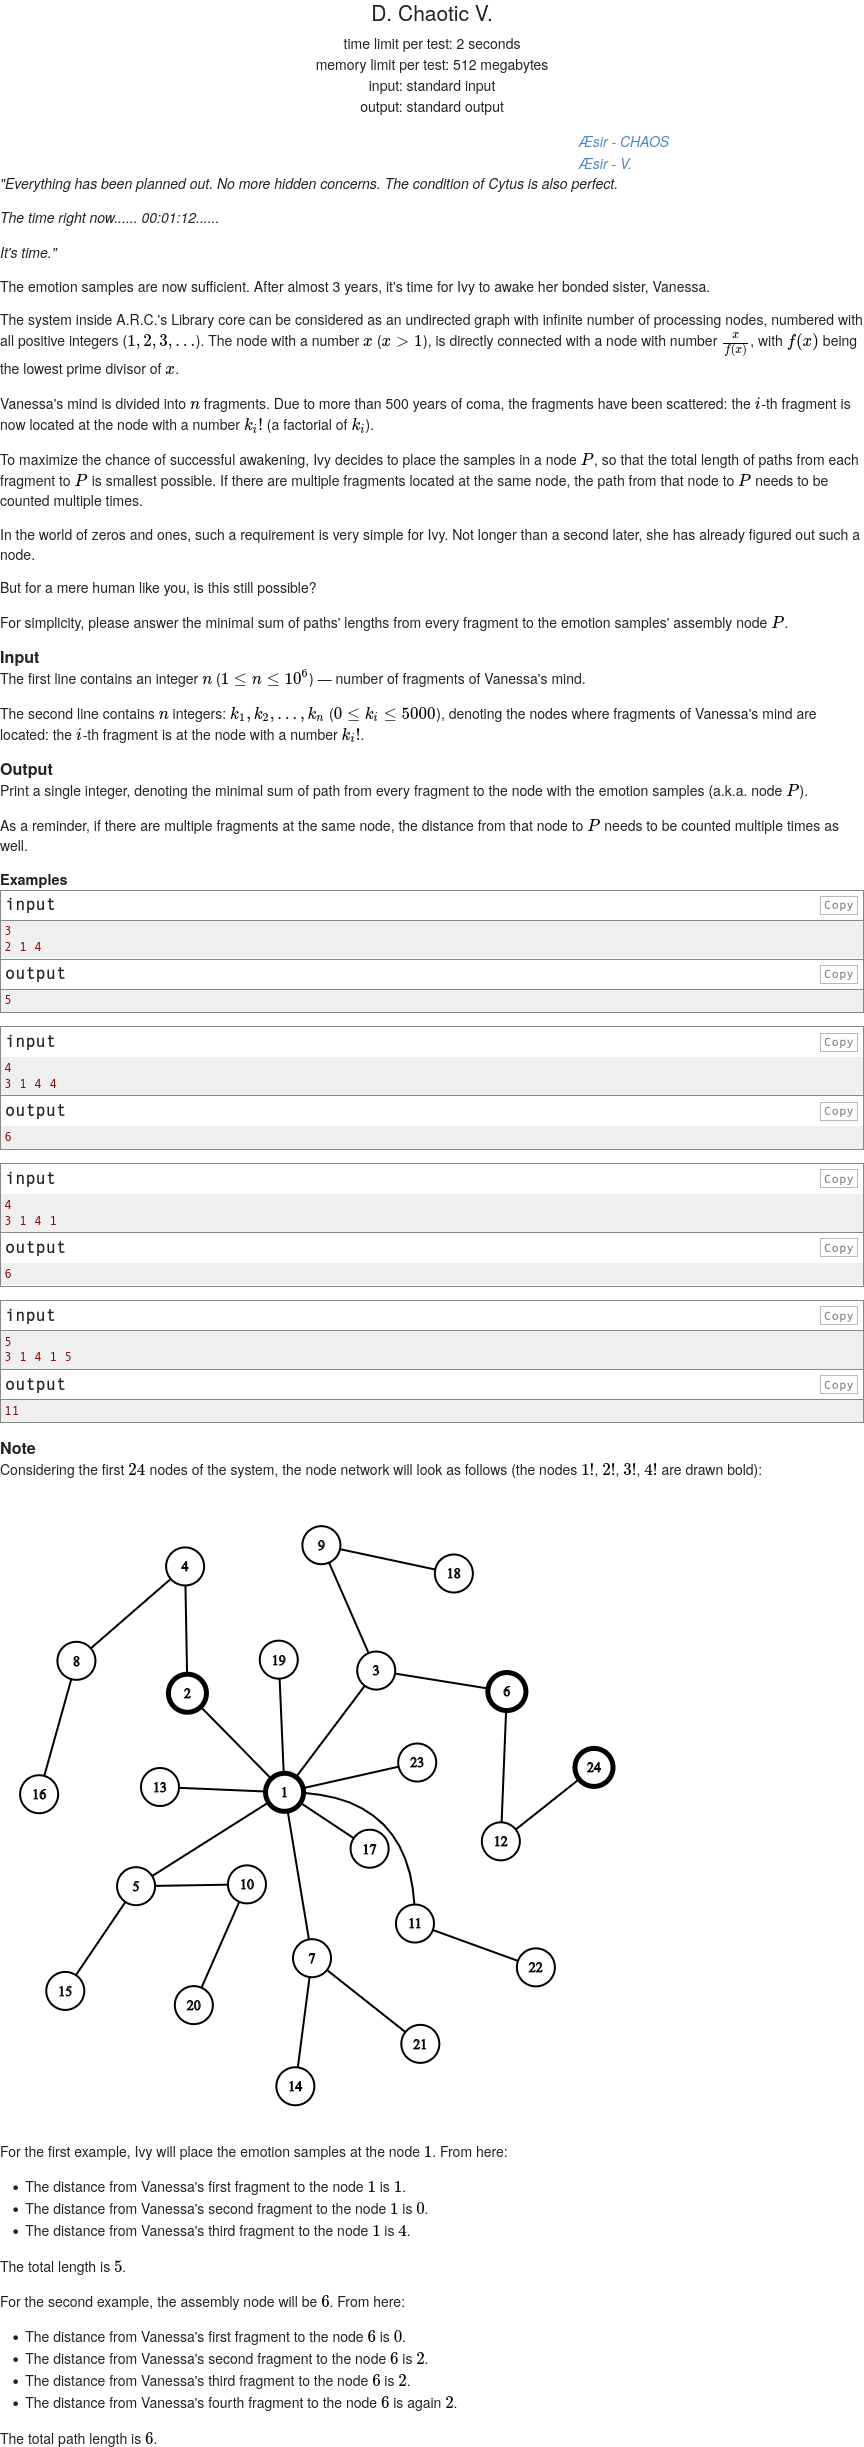 D. Chaotic V.
time limit per test: 2 seconds
memory limit per test: 512 megabytes
input: standard input
output: standard output
Æsir - CHAOS
Æsir - V.
"Everything has been planned out. No more hidden concerns. The condition of Cytus is also perfect.
The time right now...... 00:01:12......
It's time."
The emotion samples are now sufficient. After almost 3 years, it's time for Ivy to awake her bonded sister, Vanessa.
The system inside A.R.C.'s Library core can be considered as an undirected graph with infinite number of processing nodes, numbered with
all positive integers (1, 2, 3, …). The node with a number x (x > 1), is directly connected with a node with number x/f(x), with f(x) being
the lowest prime divisor of x.
Vanessa's mind is divided into n fragments. Due to more than 500 years of coma, the fragments have been scattered: the i-th fragment is
now located at the node with a number k_i! (a factorial of k_i).
To maximize the chance of successful awakening, Ivy decides to place the samples in a node P, so that the total length of paths from each
fragment to P is smallest possible. If there are multiple fragments located at the same node, the path from that node to P needs to be
counted multiple times.
In the world of zeros and ones, such a requirement is very simple for Ivy. Not longer than a second later, she has already figured out such a
node.
But for a mere human like you, is this still possible?
For simplicity, please answer the minimal sum of paths' lengths from every fragment to the emotion samples' assembly node P.
Input
The first line contains an integer n (1 ≤ n ≤ 10^6) — number of fragments of Vanessa's mind.
The second line contains n integers: k_1, k_2, …, k_n (0 ≤ k_i ≤ 5000), denoting the nodes where fragments of Vanessa's mind are
located: the i-th fragment is at the node with a number k_i!.
Output
Print a single integer, denoting the minimal sum of path from every fragment to the node with the emotion samples (a.k.a. node P).
As a reminder, if there are multiple fragments at the same node, the distance from that node to P needs to be counted multiple times as
well.
Examples
input Copy
3
2 1 4
output Copy
5
input Copy
4
3 1 4 4
output Copy
6
input Copy
4
3 1 4 1
output Copy
6
input Copy
5
3 1 4 1 5
output Copy
11
Note
Considering the first 24 nodes of the system, the node network will look as follows (the nodes 1!, 2!, 3!, 4! are drawn bold):
9
4
18
19
8
3
2
6
23
24
13
1
16
12
17
5
10
11
7
22
15
20
21
14
For the first example, Ivy will place the emotion samples at the node 1. From here:
• The distance from Vanessa's first fragment to the node 1 is 1.
• The distance from Vanessa's second fragment to the node 1 is 0.
• The distance from Vanessa's third fragment to the node 1 is 4.
The total length is 5.
For the second example, the assembly node will be 6. From here:
• The distance from Vanessa's first fragment to the node 6 is 0.
• The distance from Vanessa's second fragment to the node 6 is 2.
• The distance from Vanessa's third fragment to the node 6 is 2.
• The distance from Vanessa's fourth fragment to the node 6 is again 2.
The total path length is 6.